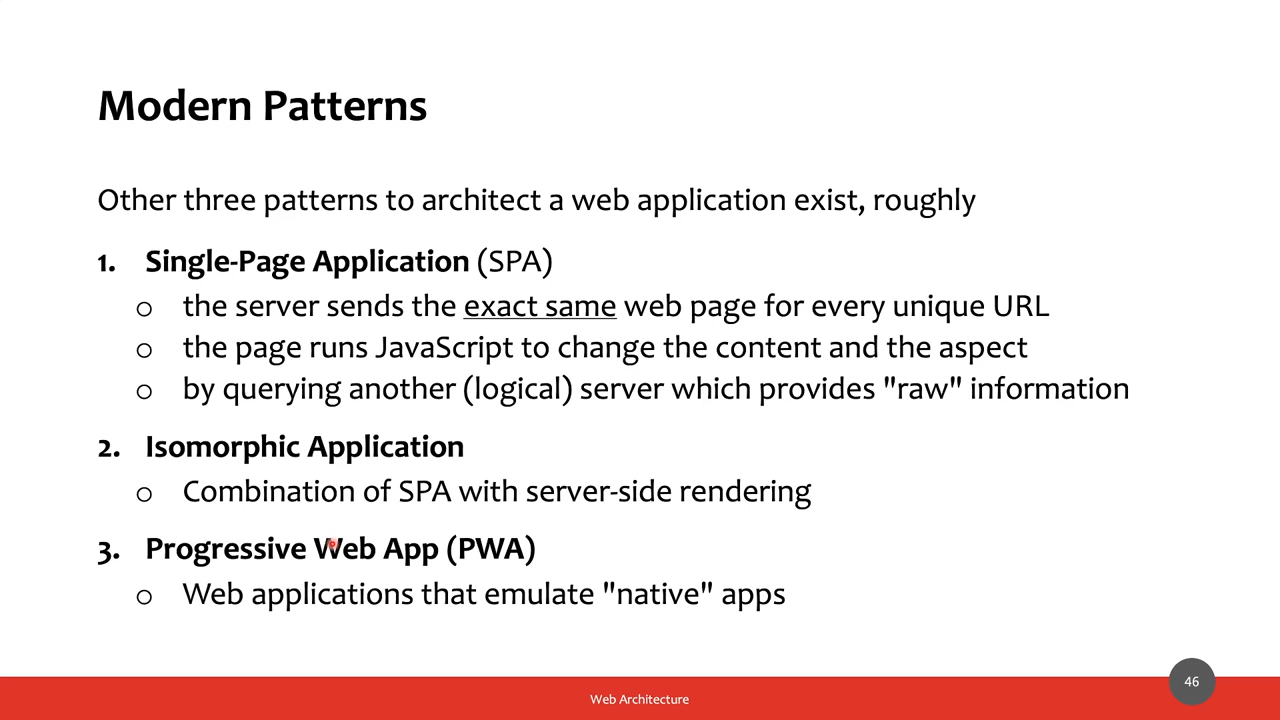 Modern Patterns
Other three patterns to architect a web application exist, roughly
1. Single-Page Application (SPA)
o the server sends the exact same web page for every unique URL
o the page runs JavaScript to change the content and the aspect
o by querying another (logical) server which provides "raw" information
2. Isomorphic Application
o Combination of SPA with server-side rendering
3. Progressive Web App (PWA)
o Web applications that emulate "native" apps
46
Web Architecture